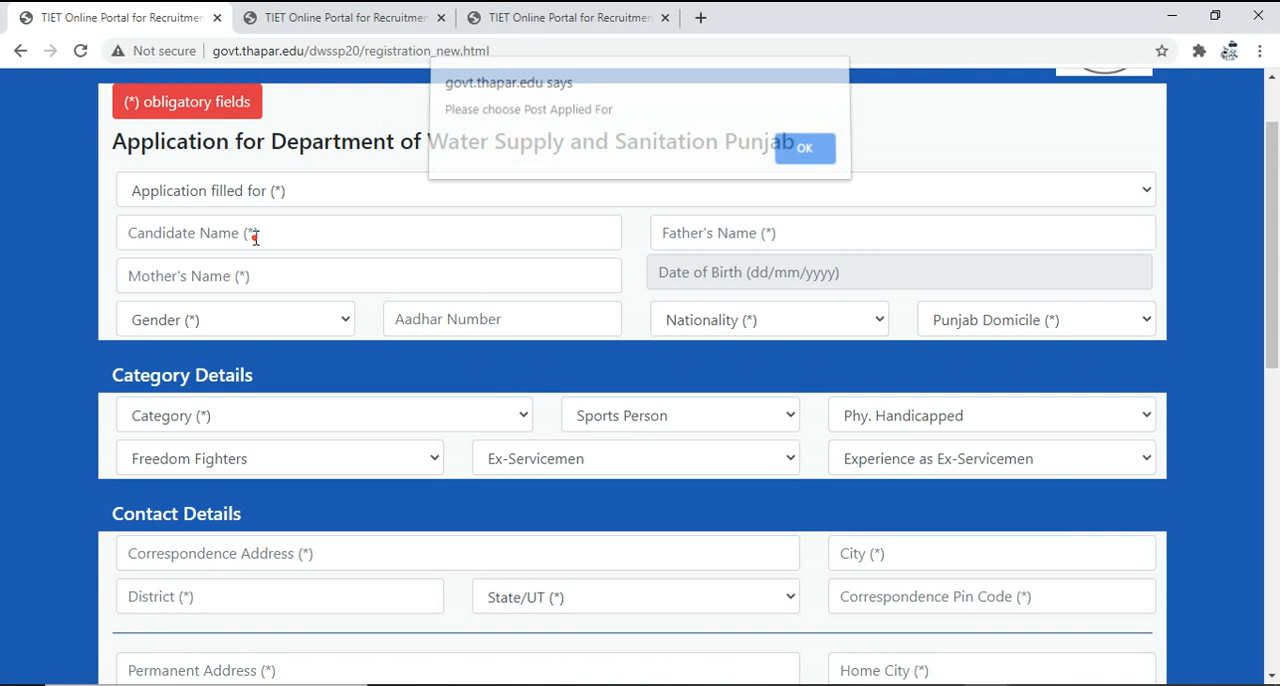 TIET Online Portal for Recruitmen
TIET Online Portal for Recruitmen
TIET Online Portal for Recruitmen
Not secure
govt.thapar.edu/dwssp20/registration_new.html
govt.thapar.edu says
Please choose Post Applied For
OK
(*) obligatory fields
Application for Department of Water Supply and Sanitation Punjab
Application filled for (*)
Candidate Name (*)
Father's Name (*)
Mother's Name (*)
Date of Birth (dd/mm/yyyy)
Gender (*)
Aadhar Number
Nationality (*)
Punjab Domicile (*)
Category Details
Category (*)
Sports Person
Phy. Handicapped
Freedom Fighters
Ex-Servicemen
Experience as Ex-Servicemen
Contact Details
Correspondence Address (*)
City (*)
District (*)
State/UT (*)
Correspondence Pin Code (*)
Permanent Address (*)
Home City (*)